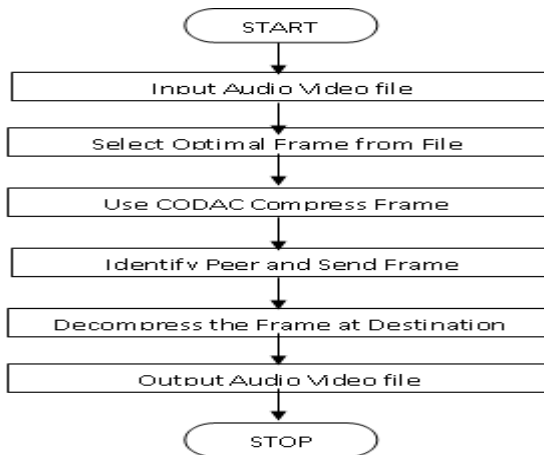 START
Input Audio Video file
Select Optimal Frame from File
Use CODAC Compress Frame
Identify Peer and Send Frame
Decompress the Frame at Destination
Output Audio Video file
STOP